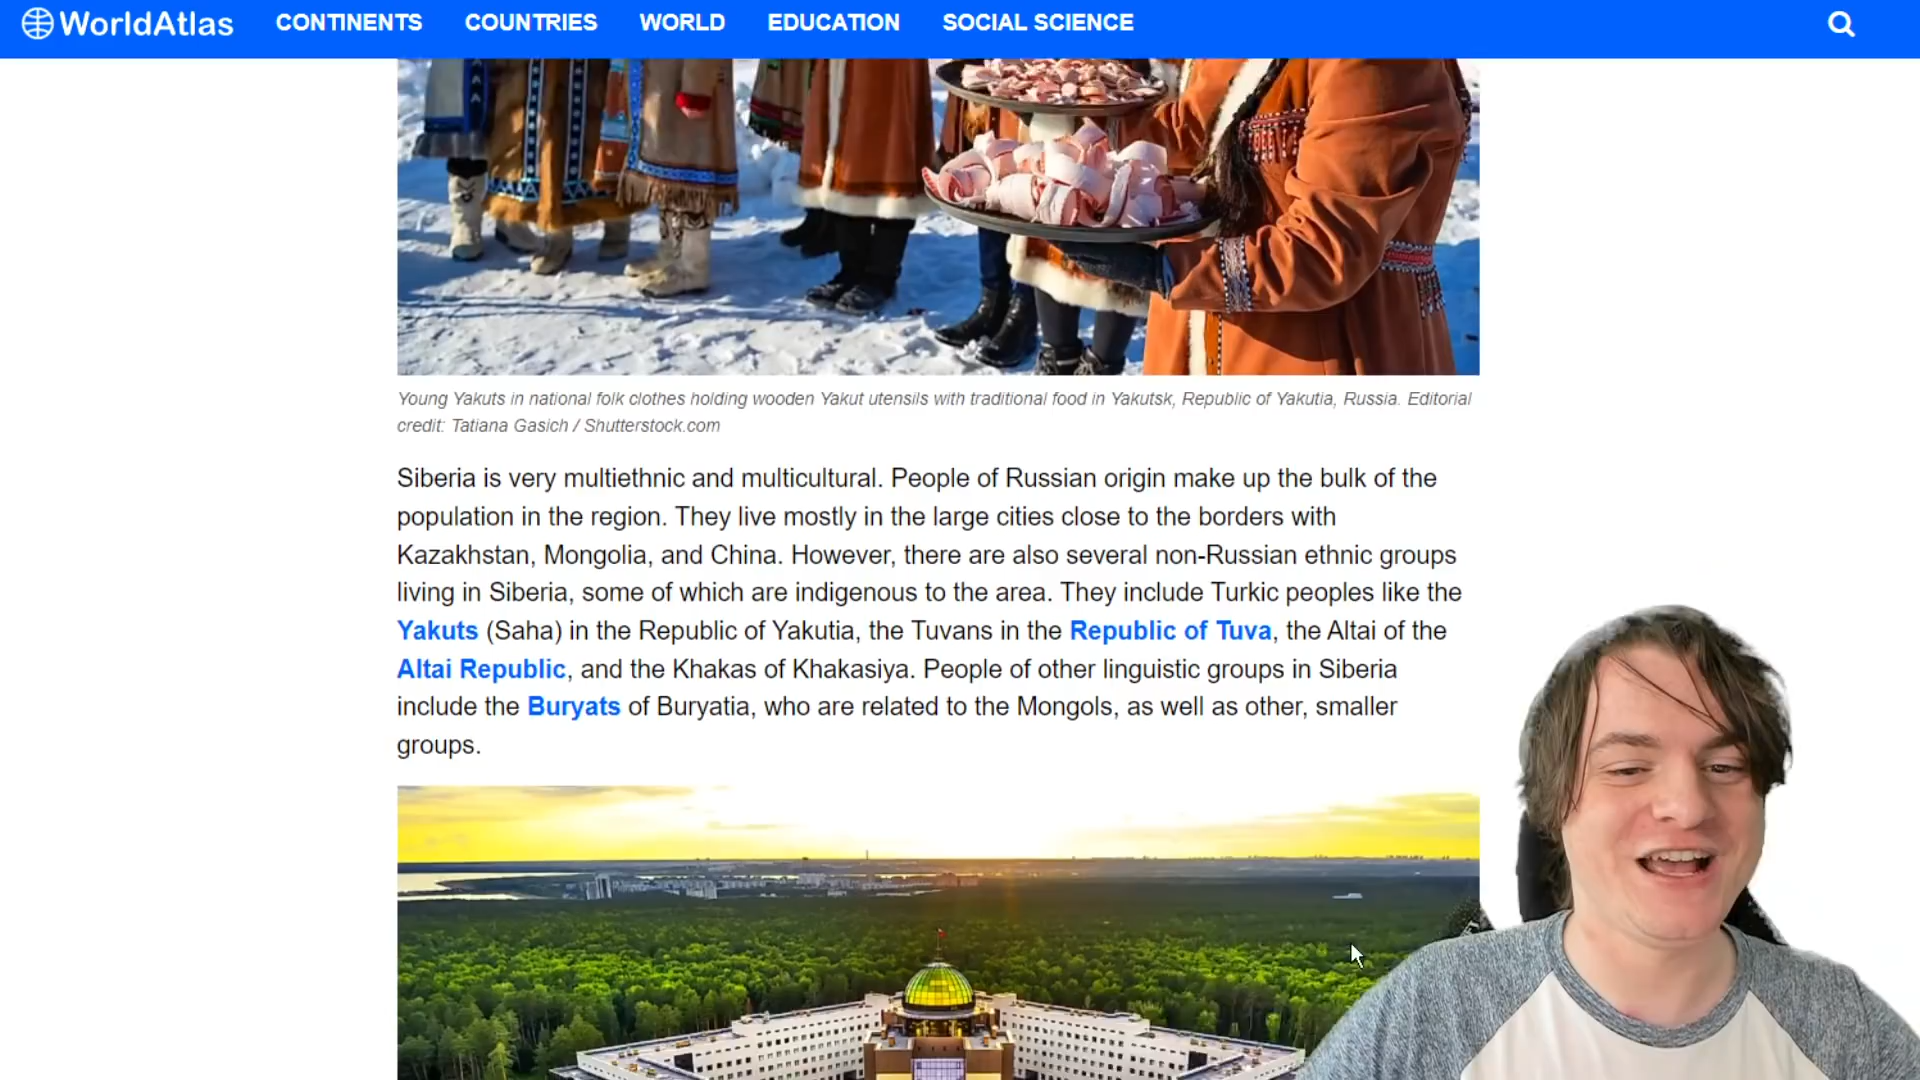 WorldAtlas CONTINENTS COUNTRIES WORLD EDUCATION SOCIAL SCIENCE
Young Yakuts in national folk clothes holding wooden Yakut utensils with traditional food in Yakutsk, Republic of Yakutia, Russia. Editorial
credit: Tatiana Gasich / Shutterstock.com
Siberia is very multiethnic and multicultural. People of Russian origin make up the bulk of the
population in the region. They live mostly in the large cities close to the borders with
Kazakhstan, Mongolia, and China. However, there are also several non-Russian ethnic groups
living in Siberia, some of which are indigenous to the area. They include Turkic peoples like the
Yakuts (Saha) in the Republic of Yakutia, the Tuvans in the Republic of Tuva, the Altai of the
Altai Republic, and the Khakas of Khakasiya. People of other linguistic groups in Siberia
include the Buryats of Buryatia, who are related to the Mongols, as well as other, smaller
groups.